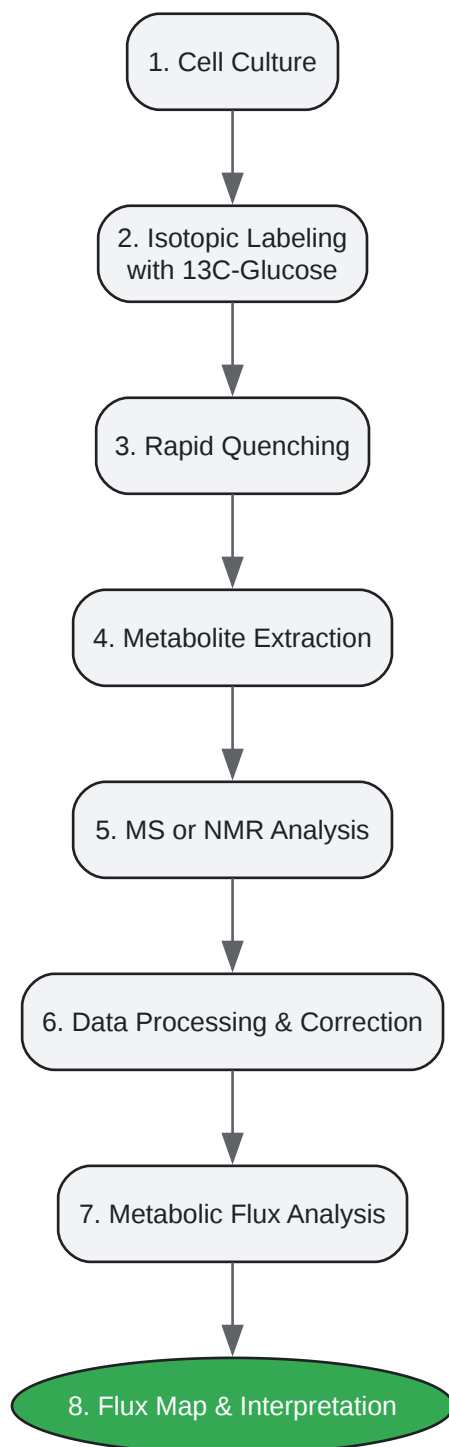 1. Cell Culture
2. Isotopic Labeling
with 13C-Glucose
3. Rapid Quenching
4. Metabolite Extraction
5. MS or NMR Analysis
6. Data Processing & Correction
7. Metabolic Flux Analysis
8. Flux Map & Interpretation